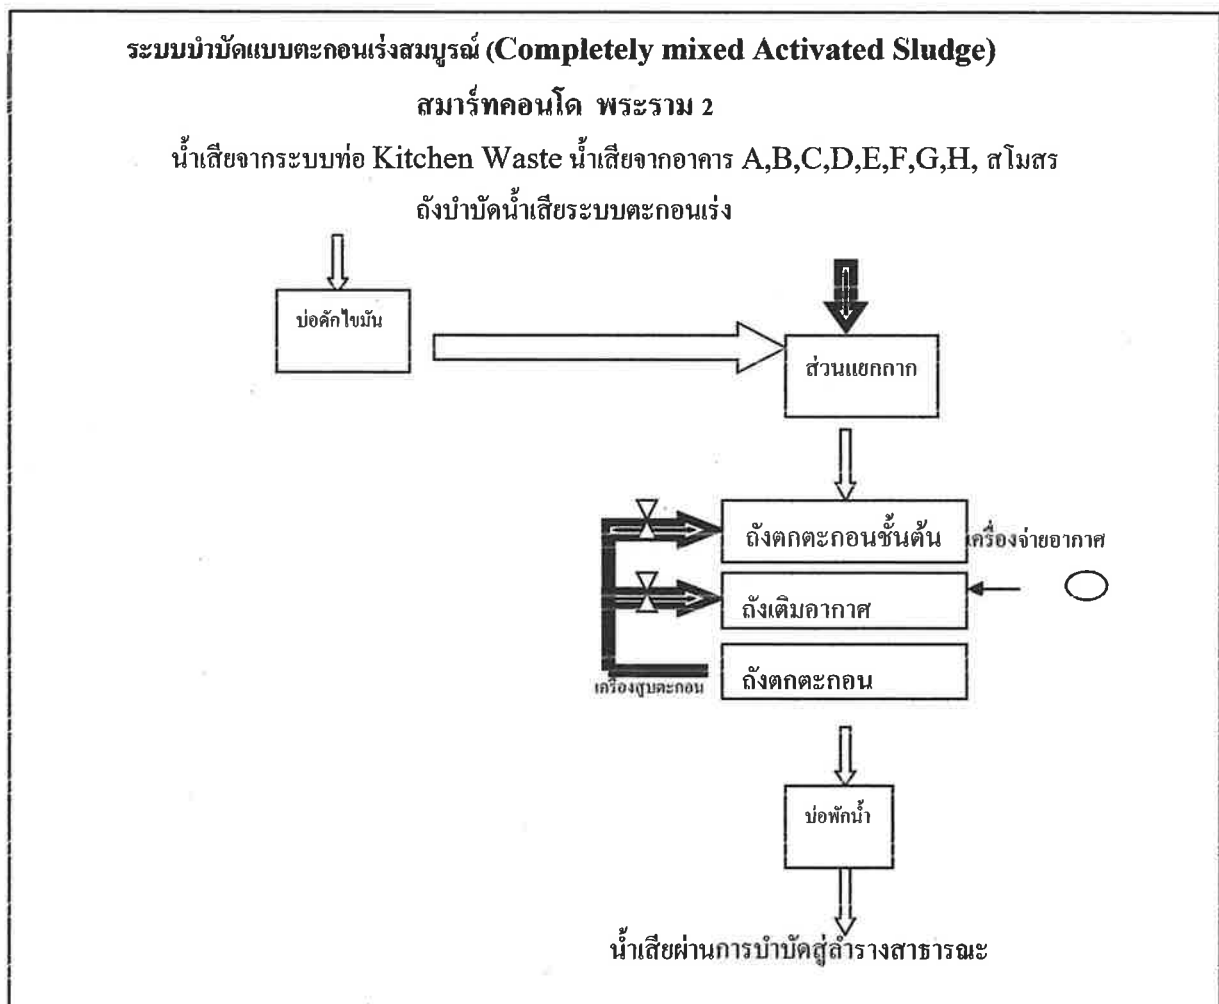 ระบบบำบัดแบบตะกอนเร่งสมบูรณ์ (Completely mixed Activated Sludge)
สมาร์ทคอนโด พระราม 2
น้ำเสียจากระบบท่อ Kitchen Waste น้ำเสียจากอาคาร A,B,C,D,E,F,G,H, สโมสร
ถังบำบัดน้ำเสียระบบตะกอนเร่ง
บ่อดักไขมัน
ส่วนแยกกาก
ถังตกตะกอนชั้นต้น
เครื่องจ่ายอากาศ
ถังเติมอากาศ
ถังตกตะกอน
เครื่องสูบตะกอน
บ่อพักน้ำ
น้ำเสียผ่านการบำบัดสู่ลำรางสาธารณะ